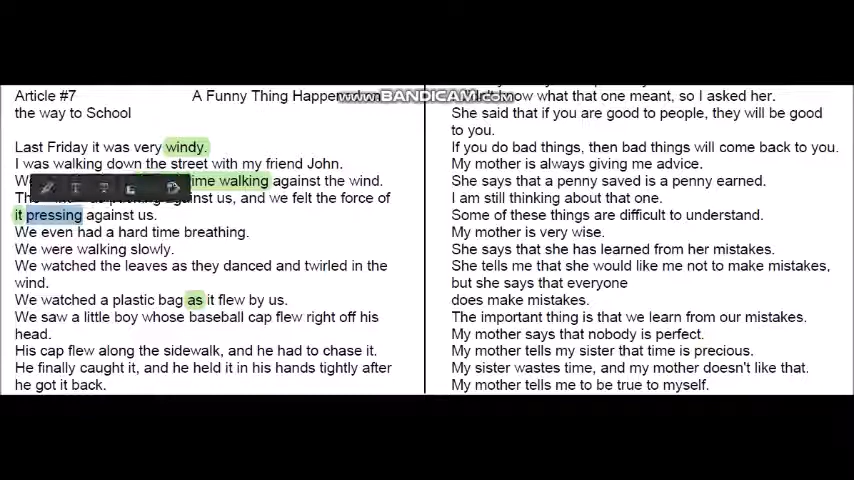 Article #7 A Funny Thing Happened
www.BANDICAM.com
the way to School
Last Friday it was very windy.
I was walking down the street with my friend John.
time walking against the wind.
against us, and we felt the force of
it pressing against us.
We even had a hard time breathing.
We were walking slowly.
We watched the leaves as they danced and twirled in the
wind.
We watched a plastic bag as it flew by us.
We saw a little boy whose baseball cap flew right off his
head.
His cap flew along the sidewalk, and he had to chase it.
He finally caught it, and he held it in his hands tightly after
he got it back.
know what that one meant, so I asked her.
She said that if you are good to people, they will be good
to you.
If you do bad things, then bad things will come back to you.
My mother is always giving me advice.
She says that a penny saved is a penny earned.
I am still thinking about that one.
Some of these things are difficult to understand.
My mother is very wise.
She says that she has learned from her mistakes.
She tells me that she would like me not to make mistakes,
but she says that everyone
does make mistakes.
The important thing is that we learn from our mistakes.
My mother says that nobody is perfect.
My mother tells my sister that time is precious.
My sister wastes time, and my mother doesn't like that.
My mother tells me to be true to myself.